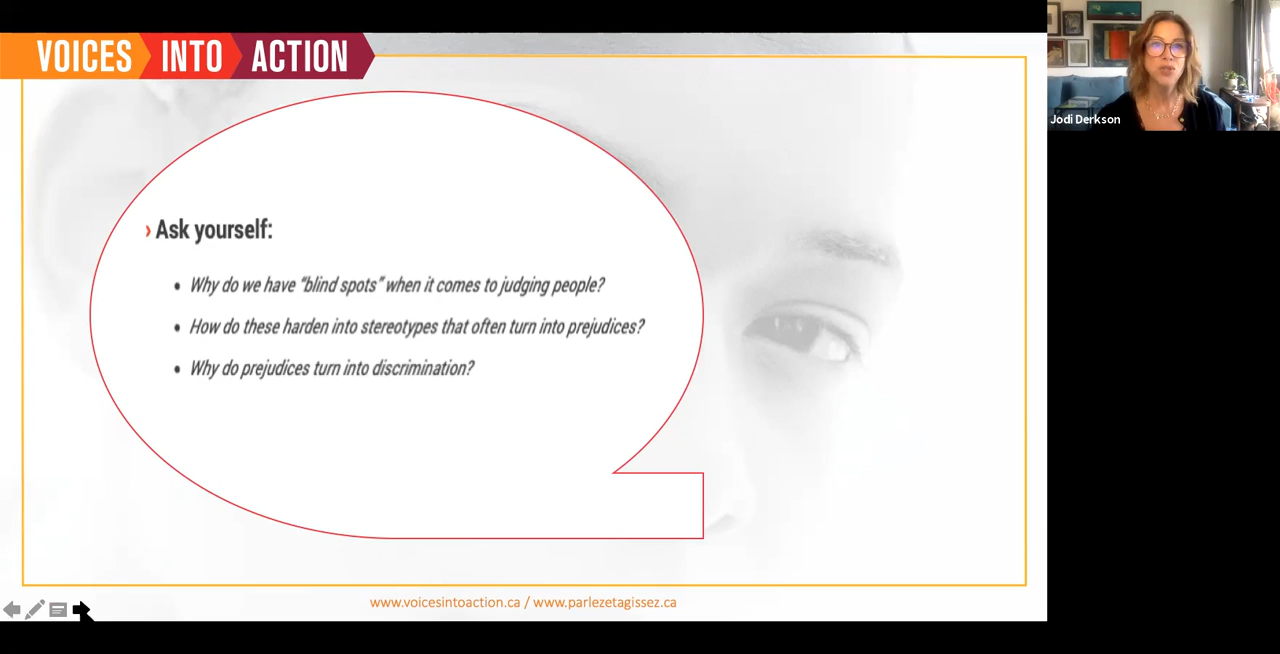 VOICES INTO ACTION
Jodi Derkson
› Ask yourself:
• Why do we have “blind spots” when it comes to judging people?
• How do these harden into stereotypes that often turn into prejudices?
• Why do prejudices turn into discrimination?
www.voicesintoaction.ca / www.parlezetagissez.ca